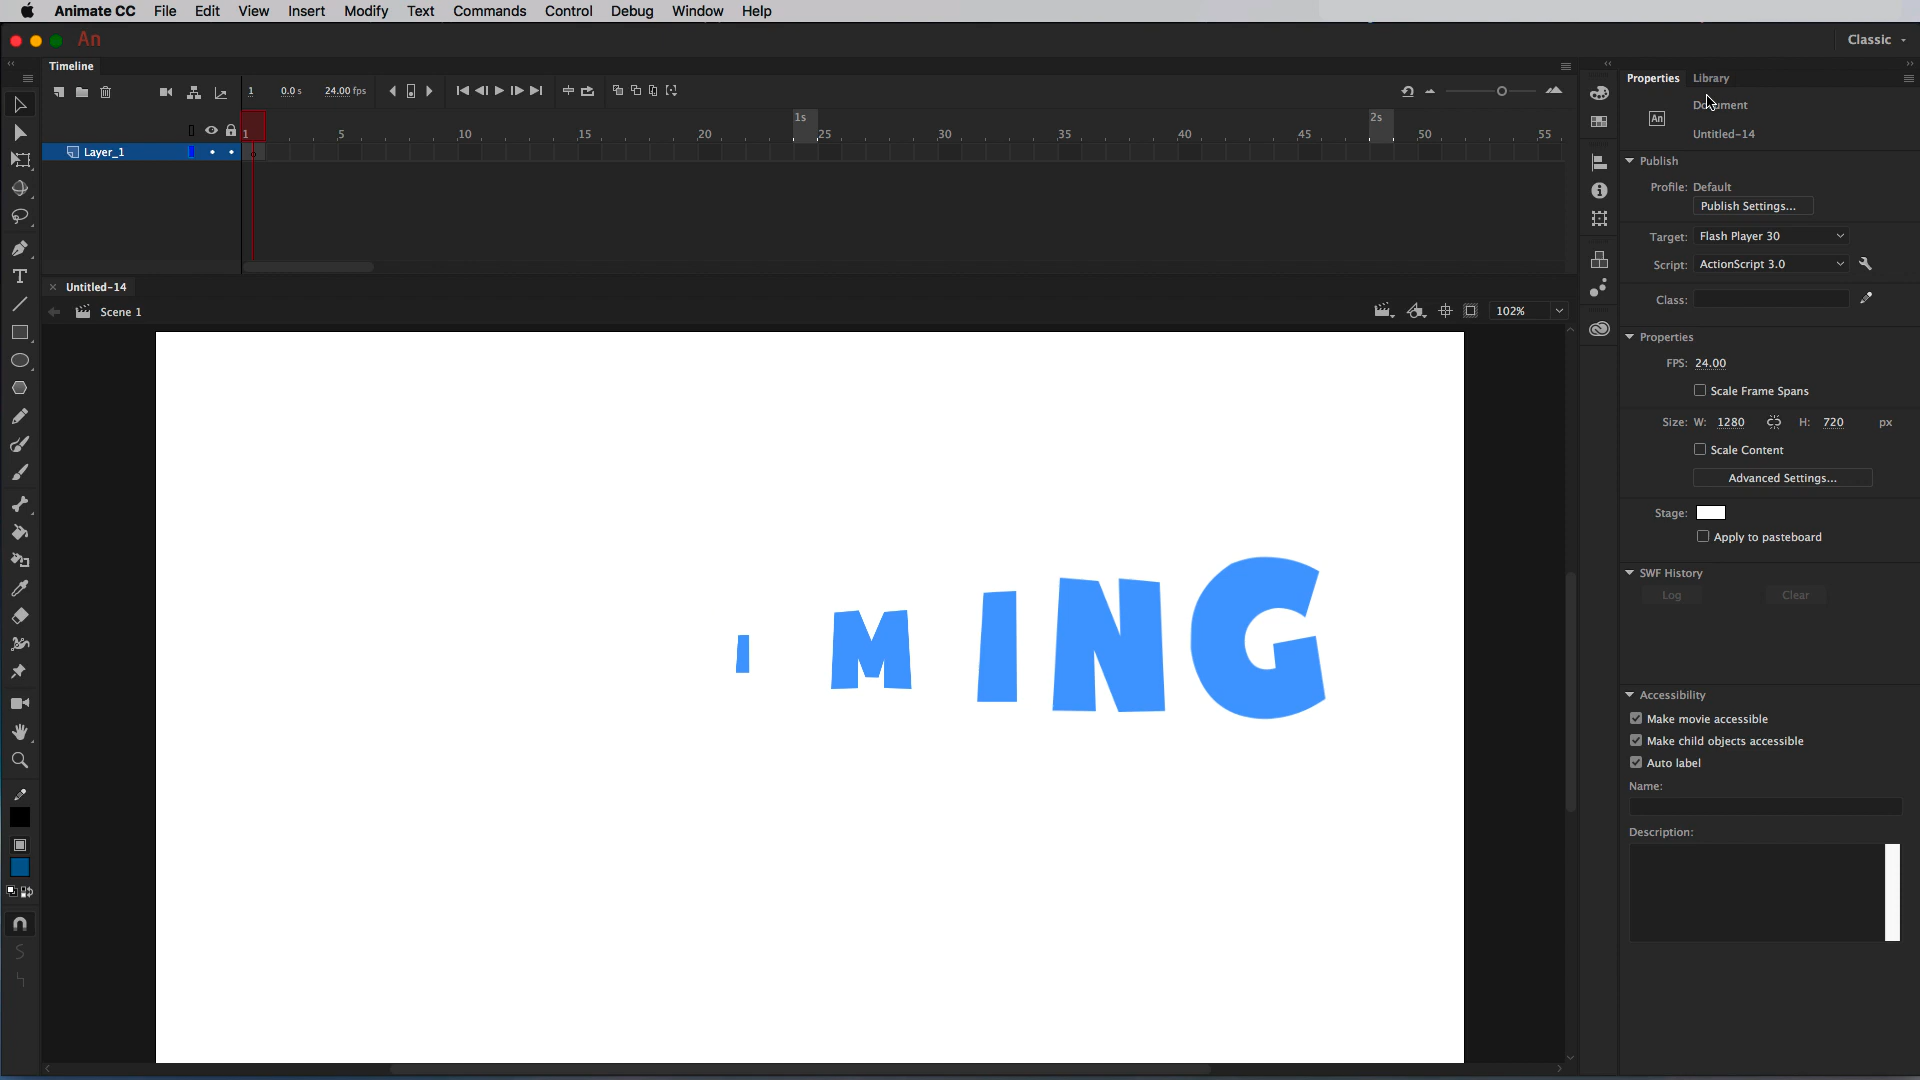 Animate CC File Edit View Insert Modify Text Commands Control Debug Window Help
An
Classic
Timeline
1 0.0 s 24.00 fps
1s 2s
1 5 10 15 20 25 30 35 40 45 50 55
Layer_1
Untitled-14
Scene 1
102%
I M ING
Properties Library
Document
An
Untitled-14
Publish
Profile: Default
Publish Settings...
Target: Flash Player 30
Script: ActionScript 3.0
Class:
Properties
FPS: 24.00
Scale Frame Spans
Size: W: 1280 H: 720 px
Scale Content
Advanced Settings...
Stage:
Apply to pasteboard
SWF History
Log Clear
Accessibility
Make movie accessible
Make child objects accessible
Auto label
Name:
Description: